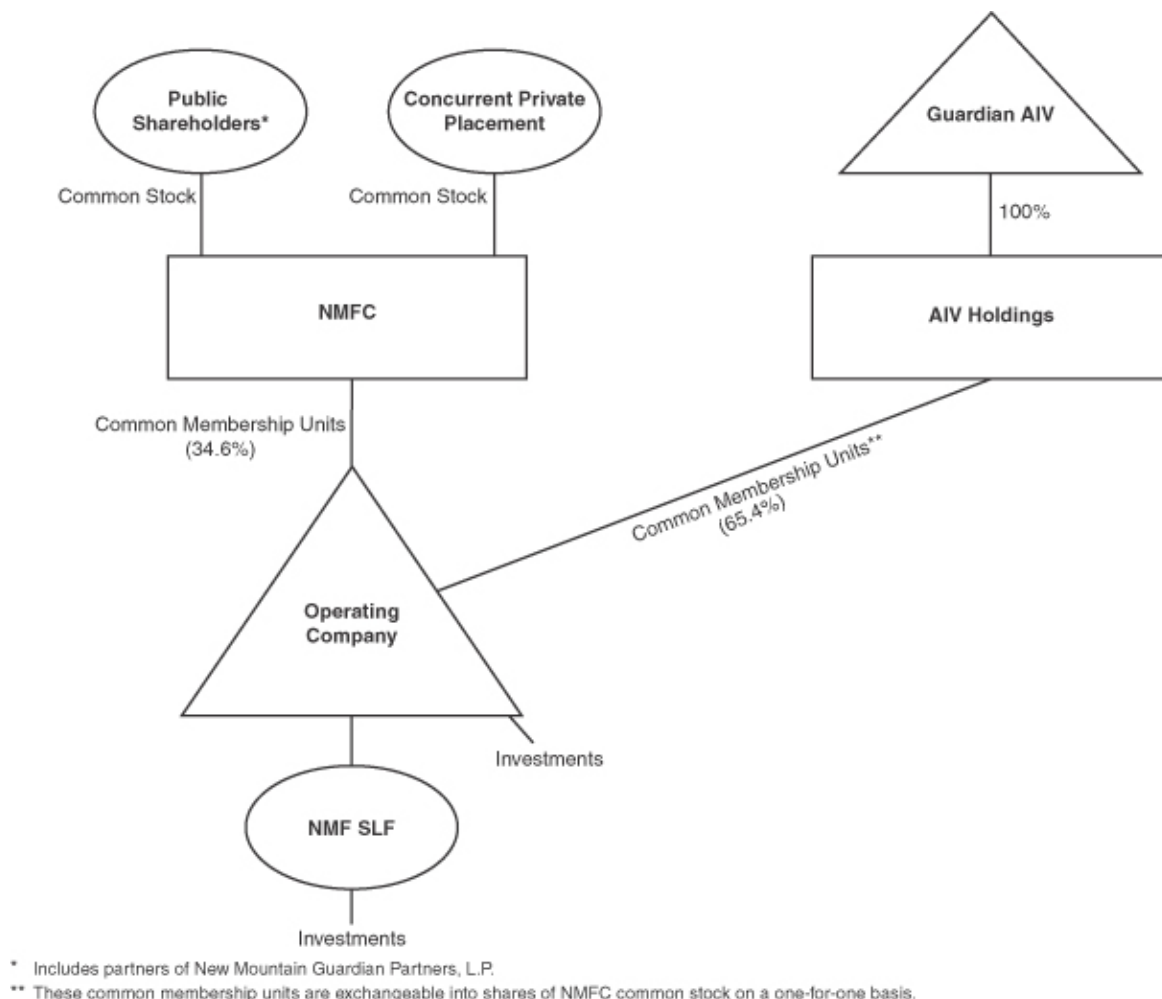 Public
Shareholders*
Concurrent Private
Placement
Guardian AIV
Common Stock
Common Stock
100%
NMFC
AIV Holdings
Common Membership Units
(34.6%)
Common Membership Units**
(65.4%)
Operating
Company
Investments
NMF SLF
Investments
* Includes partners of New Mountain Guardian Partners, L.P.
** These common membership units are exchangeable into shares of NMFC common stock on a one-for-one basis.